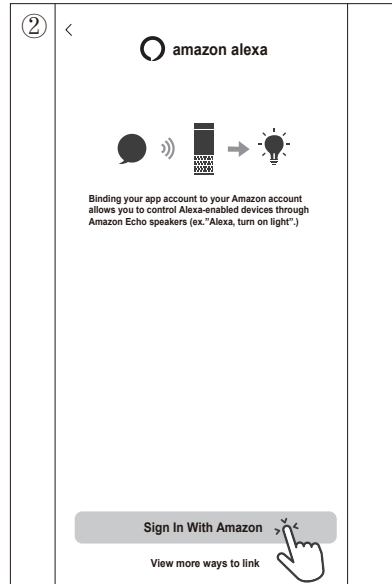 ②
<
amazon alexa
Binding your app account to your Amazon account
allows you to control Alexa-enabled devices through
Amazon Echo speakers (ex."Alexa, turn on light".)
Sign In With Amazon
View more ways to link